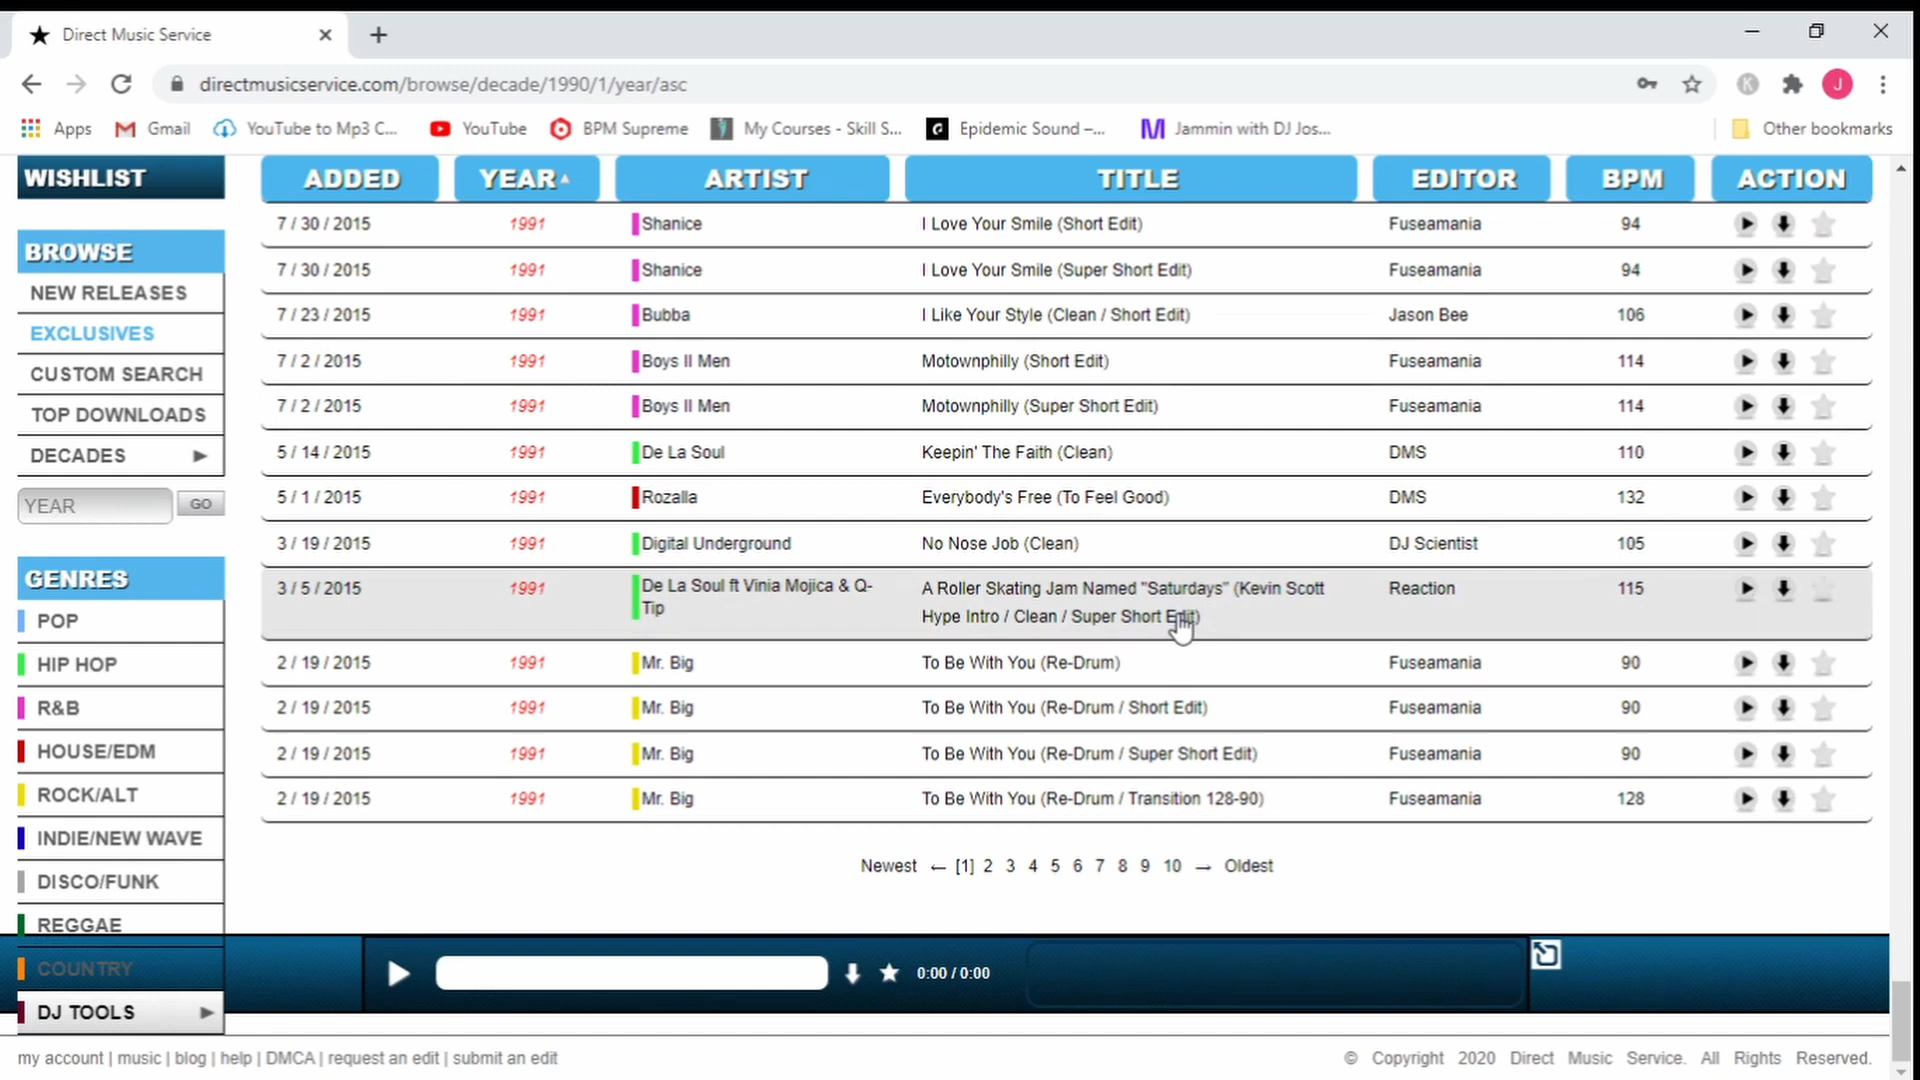 Direct Music Service
directmusicservice.com/browse/decade/1990/1/year/asc
K
J
Apps
Gmail
YouTube to Mp3 C...
YouTube
BPM Supreme
My Courses - Skill S...
Epidemic Sound –...
Jammin with DJ Jos...
Other bookmarks
WISHLIST
BROWSE
NEW RELEASES
EXCLUSIVES
CUSTOM SEARCH
TOP DOWNLOADS
DECADES
YEAR
GO
GENRES
POP
HIP HOP
R&B
HOUSE/EDM
ROCK/ALT
INDIE/NEW WAVE
DISCO/FUNK
REGGAE
COUNTRY
DJ TOOLS
ADDED YEAR ARTIST TITLE EDITOR BPM ACTION
7 / 30 / 2015 1991 Shanice I Love Your Smile (Short Edit) Fuseamania 94
7 / 30 / 2015 1991 Shanice I Love Your Smile (Super Short Edit) Fuseamania 94
7 / 23 / 2015 1991 Bubba I Like Your Style (Clean / Short Edit) Jason Bee 106
7 / 2 / 2015 1991 Boys II Men Motownphilly (Short Edit) Fuseamania 114
7 / 2 / 2015 1991 Boys II Men Motownphilly (Super Short Edit) Fuseamania 114
5 / 14 / 2015 1991 De La Soul Keepin' The Faith (Clean) DMS 110
5 / 1 / 2015 1991 Rozalla Everybody's Free (To Feel Good) DMS 132
3 / 19 / 2015 1991 Digital Underground No Nose Job (Clean) DJ Scientist 105
3 / 5 / 2015 1991 De La Soul ft Vinia Mojica & Q- A Roller Skating Jam Named "Saturdays" (Kevin Scott Reaction 115
Tip Hype Intro / Clean / Super Short Edit)
2 / 19 / 2015 1991 Mr. Big To Be With You (Re-Drum) Fuseamania 90
2 / 19 / 2015 1991 Mr. Big To Be With You (Re-Drum / Short Edit) Fuseamania 90
2 / 19 / 2015 1991 Mr. Big To Be With You (Re-Drum / Super Short Edit) Fuseamania 90
2 / 19 / 2015 1991 Mr. Big To Be With You (Re-Drum / Transition 128-90) Fuseamania 128
Newest ← [1] 2 3 4 5 6 7 8 9 10 → Oldest
0:00 / 0:00
my account | music | blog | help | DMCA | request an edit | submit an edit
© Copyright 2020 Direct Music Service. All Rights Reserved.